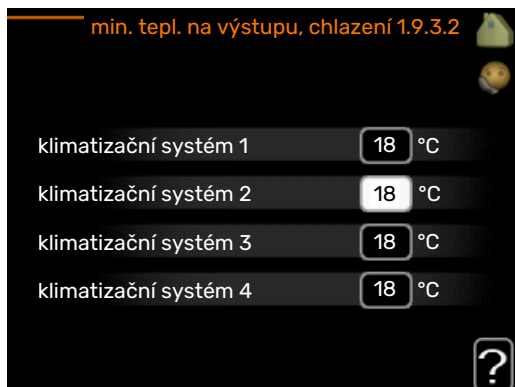 min. tepl. na výstupu, chlazení 1.9.3.2
klimatizační systém 1 18 °C
klimatizační systém 2 18 °C
klimatizační systém 3 18 °C
klimatizační systém 4 18 °C
?